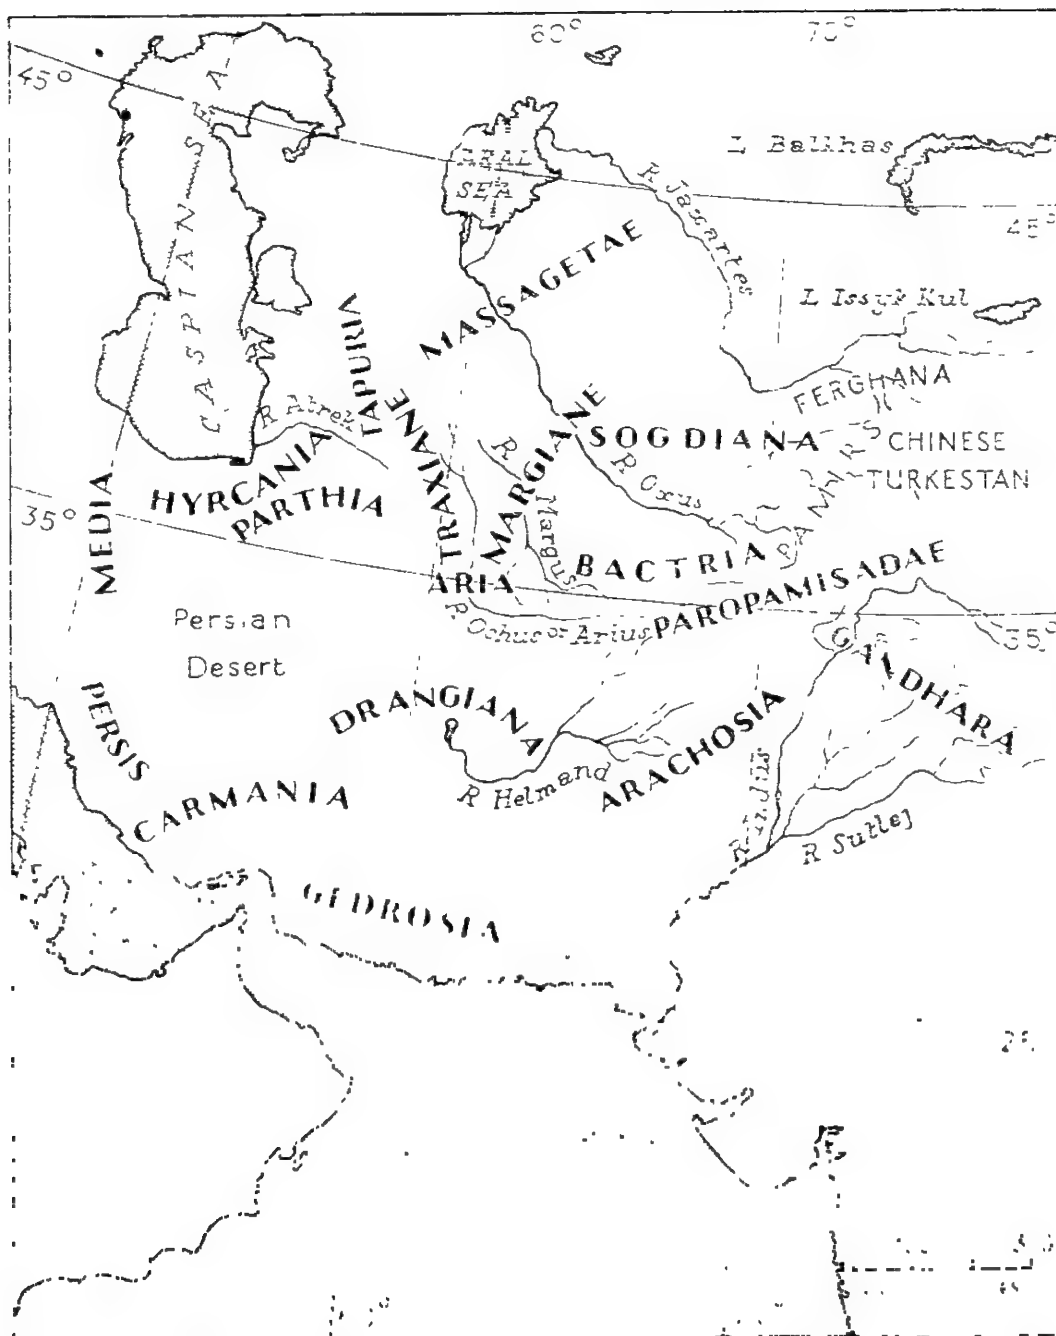 60°
70°
45°
CASPIAN SEA
ARAL
SEA
L Balkhas
R Jaxartes
45°
MASSAGETAE
L Issyk Kul
TAPURIA
FERGHANA
R Atrek
TRAXIANE
MARGIANE
SOGDIANA
PAMIRS
CHINESE
TURKESTAN
HYRCANIA
PARTHIA
R Oxus
R Margus
MEDIA
35°
BACTRIA
ARIA
PAROPAMISADAE
R Ochus or Arius
35°
Persian
Desert
GANDHARA
PERSIS
DRANGIANA
ARACHOSIA
R Helmand
R Indus
R Sutlej
CARMANIA
GEDROSIA